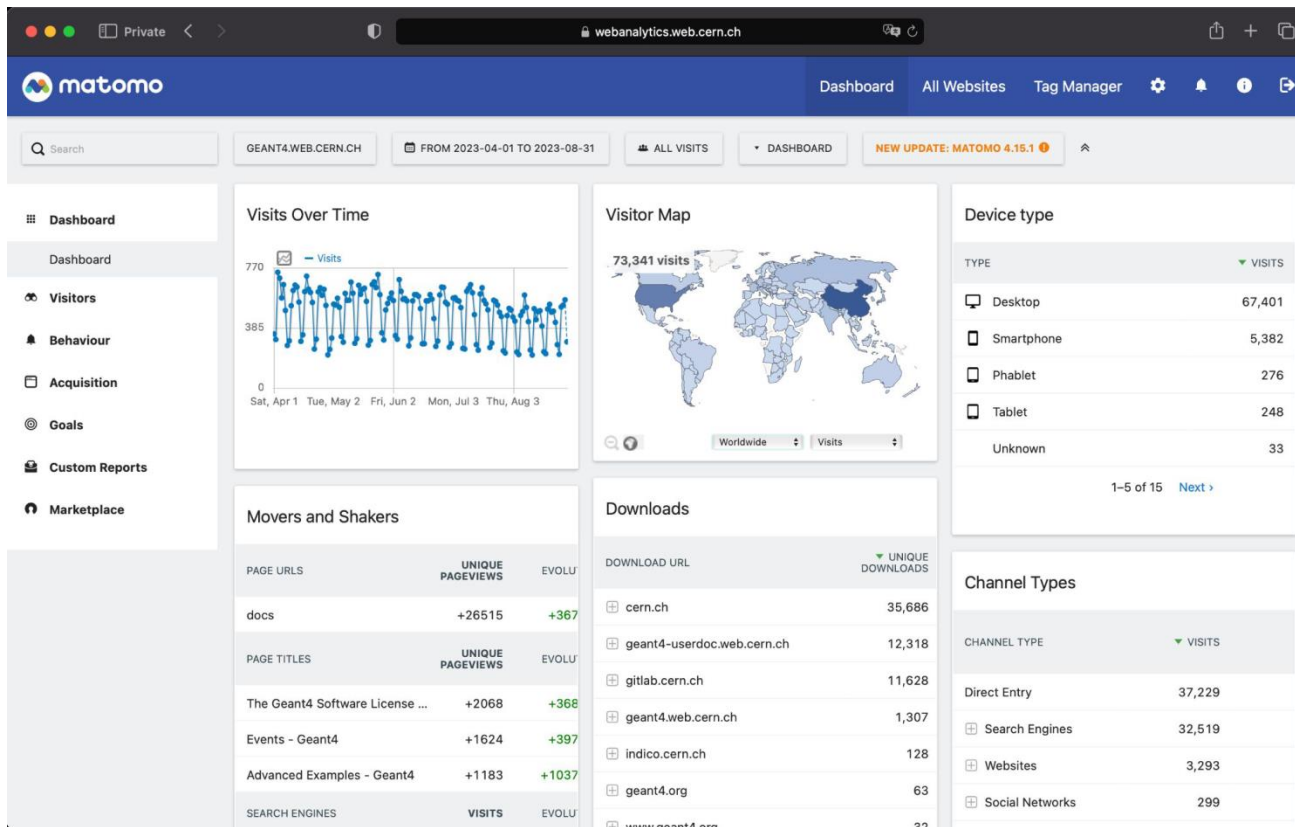 Private
webanalytics.web.cern.ch
matomo
Dashboard All Websites Tag Manager
Search
GEANT4.WEB.CERN.CH
FROM 2023-04-01 TO 2023-08-31
ALL VISITS
DASHBOARD
NEW UPDATE: MATOMO 4.15.1
Dashboard
Dashboard
Visitors
Behaviour
Acquisition
Goals
Custom Reports
Marketplace
Visits Over Time
Visits
770
385
0
Sat, Apr 1 Tue, May 2 Fri, Jun 2 Mon, Jul 3 Thu, Aug 3
Movers and Shakers
PAGE URLS UNIQUE PAGEVIEWS EVOLU
docs +26515 +367
PAGE TITLES UNIQUE PAGEVIEWS EVOLU
The Geant4 Software License ... +2068 +368
Events - Geant4 +1624 +397
Advanced Examples - Geant4 +1183 +1037
SEARCH ENGINES VISITS EVOLU
Visitor Map
73,341 visits
Worldwide Visits
Downloads
DOWNLOAD URL UNIQUE DOWNLOADS
cern.ch 35,686
geant4-userdoc.web.cern.ch 12,318
gitlab.cern.ch 11,628
geant4.web.cern.ch 1,307
indico.cern.ch 128
geant4.org 63
www.geant4.org 32
Device type
TYPE VISITS
Desktop 67,401
Smartphone 5,382
Phablet 276
Tablet 248
Unknown 33
1–5 of 15 Next ›
Channel Types
CHANNEL TYPE VISITS
Direct Entry 37,229
Search Engines 32,519
Websites 3,293
Social Networks 299